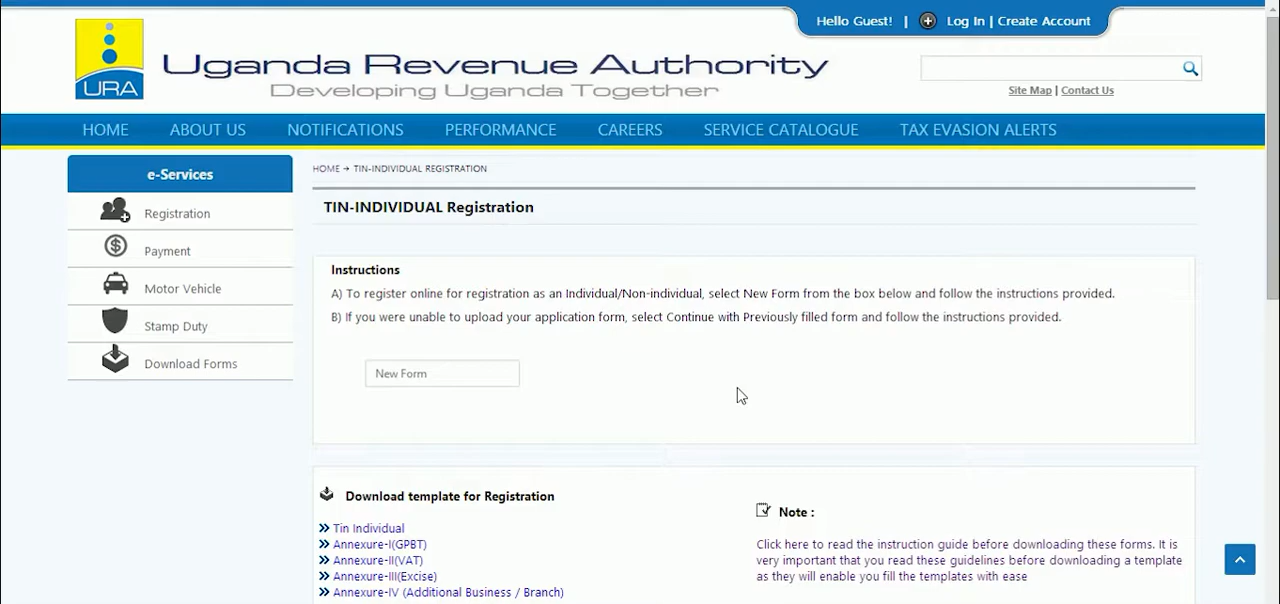 Hello Guest! | Log In | Create Account
URA
Uganda Revenue Authority
Developing Uganda Together
Site Map | Contact Us
HOME ABOUT US NOTIFICATIONS PERFORMANCE CAREERS SERVICE CATALOGUE TAX EVASION ALERTS
e-Services
Registration
Payment
Motor Vehicle
Stamp Duty
Download Forms
HOME → TIN-INDIVIDUAL REGISTRATION
TIN-INDIVIDUAL Registration
Instructions
A) To register online for registration as an Individual/Non-individual, select New Form from the box below and follow the instructions provided.
B) If you were unable to upload your application form, select Continue with Previously filled form and follow the instructions provided.
New Form
Download template for Registration
Tin Individual
Annexure-I(GPBT)
Annexure-II(VAT)
Annexure-III(Excise)
Annexure-IV (Additional Business / Branch)
Note :
Click here to read the instruction guide before downloading these forms. It is
very important that you read these guidelines before downloading a template
as they will enable you fill the templates with ease